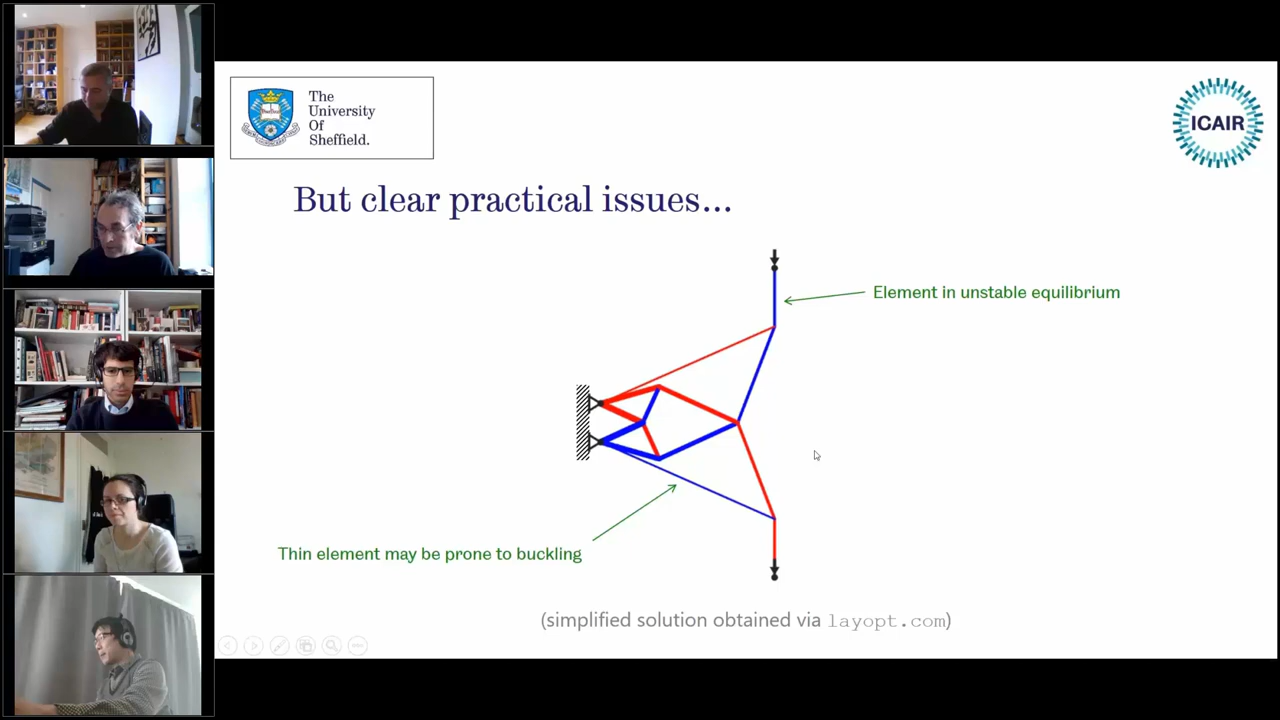 The
University
Of
Sheffield.
ICAIR
But clear practical issues...
Element in unstable equilibrium
Thin element may be prone to buckling
(simplified solution obtained via layopt.com)